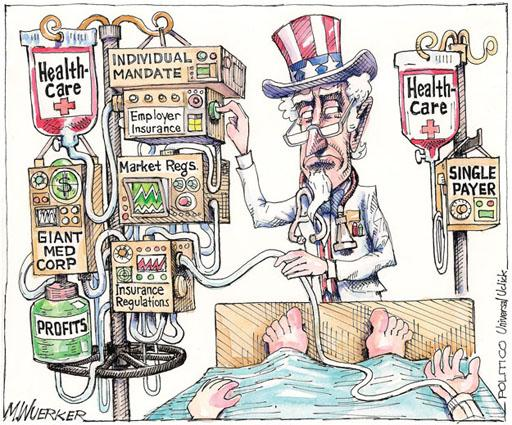 Health-
Care
INDIVIDUAL
MANDATE
Employer
Insurance
Market Regs.
GIANT
MED
CORP
Insurance
Regulations
PROFITS
$
Health-
Care
SINGLE
PAYER
M.WUERKER
POLITICO Universal Uclick